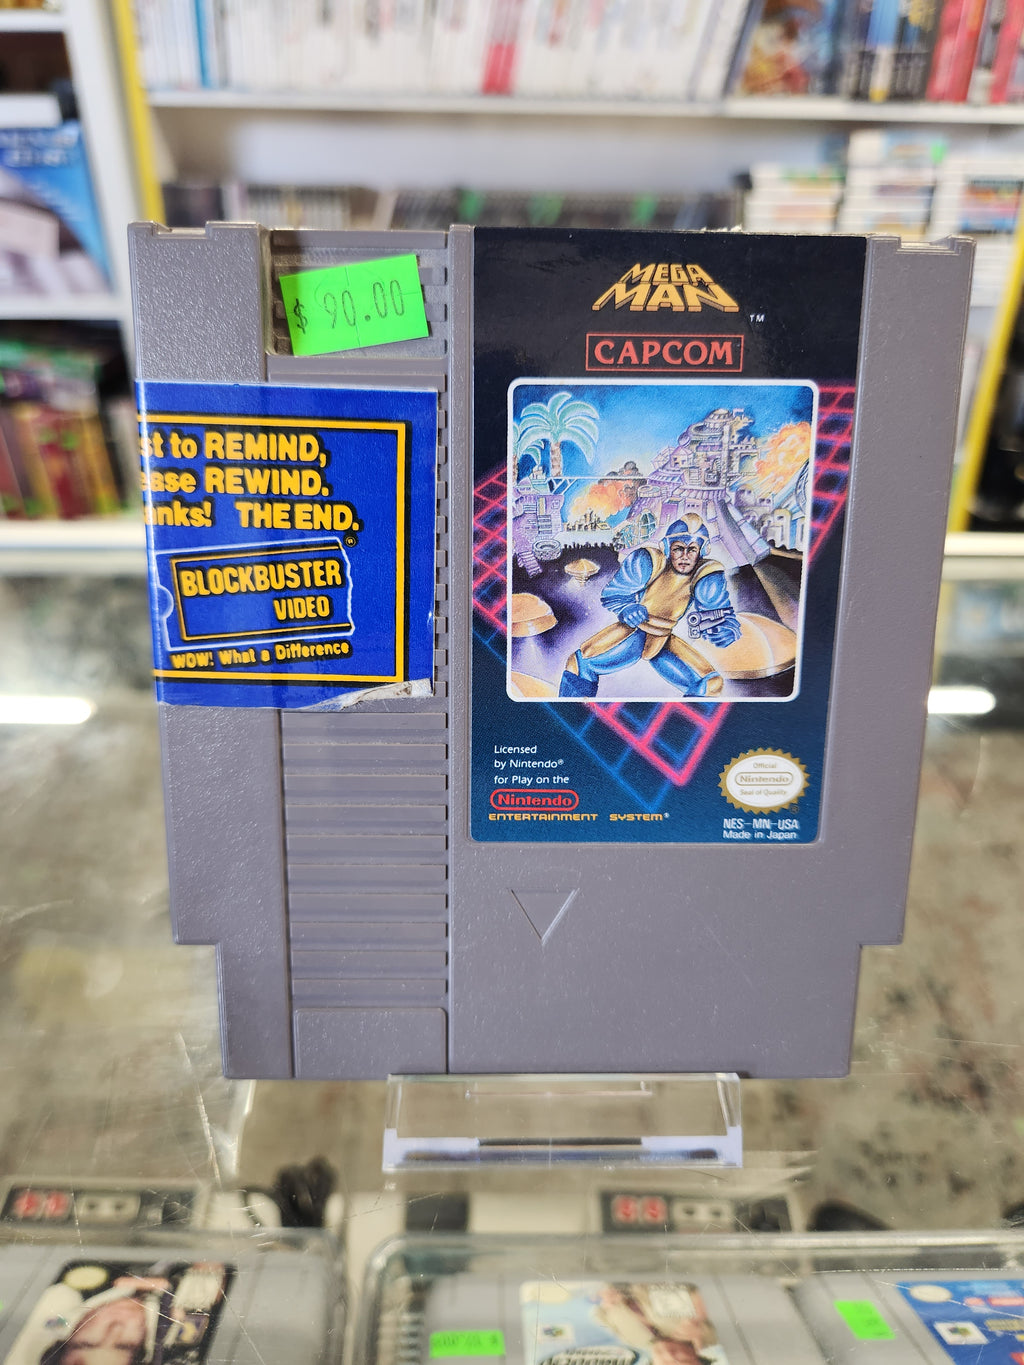 $ 90.00
st to REMIND,
ease REWIND.
anks! THE END.
®
BLOCKBUSTER
VIDEO
WOW! What a Difference
MEGA
MAN
TM
CAPCOM
Licensed
by Nintendo®
for Play on the
Nintendo
ENTERTAINMENT SYSTEM®
Official
Nintendo
Seal of Quality
NES-MN-USA
Made in Japan